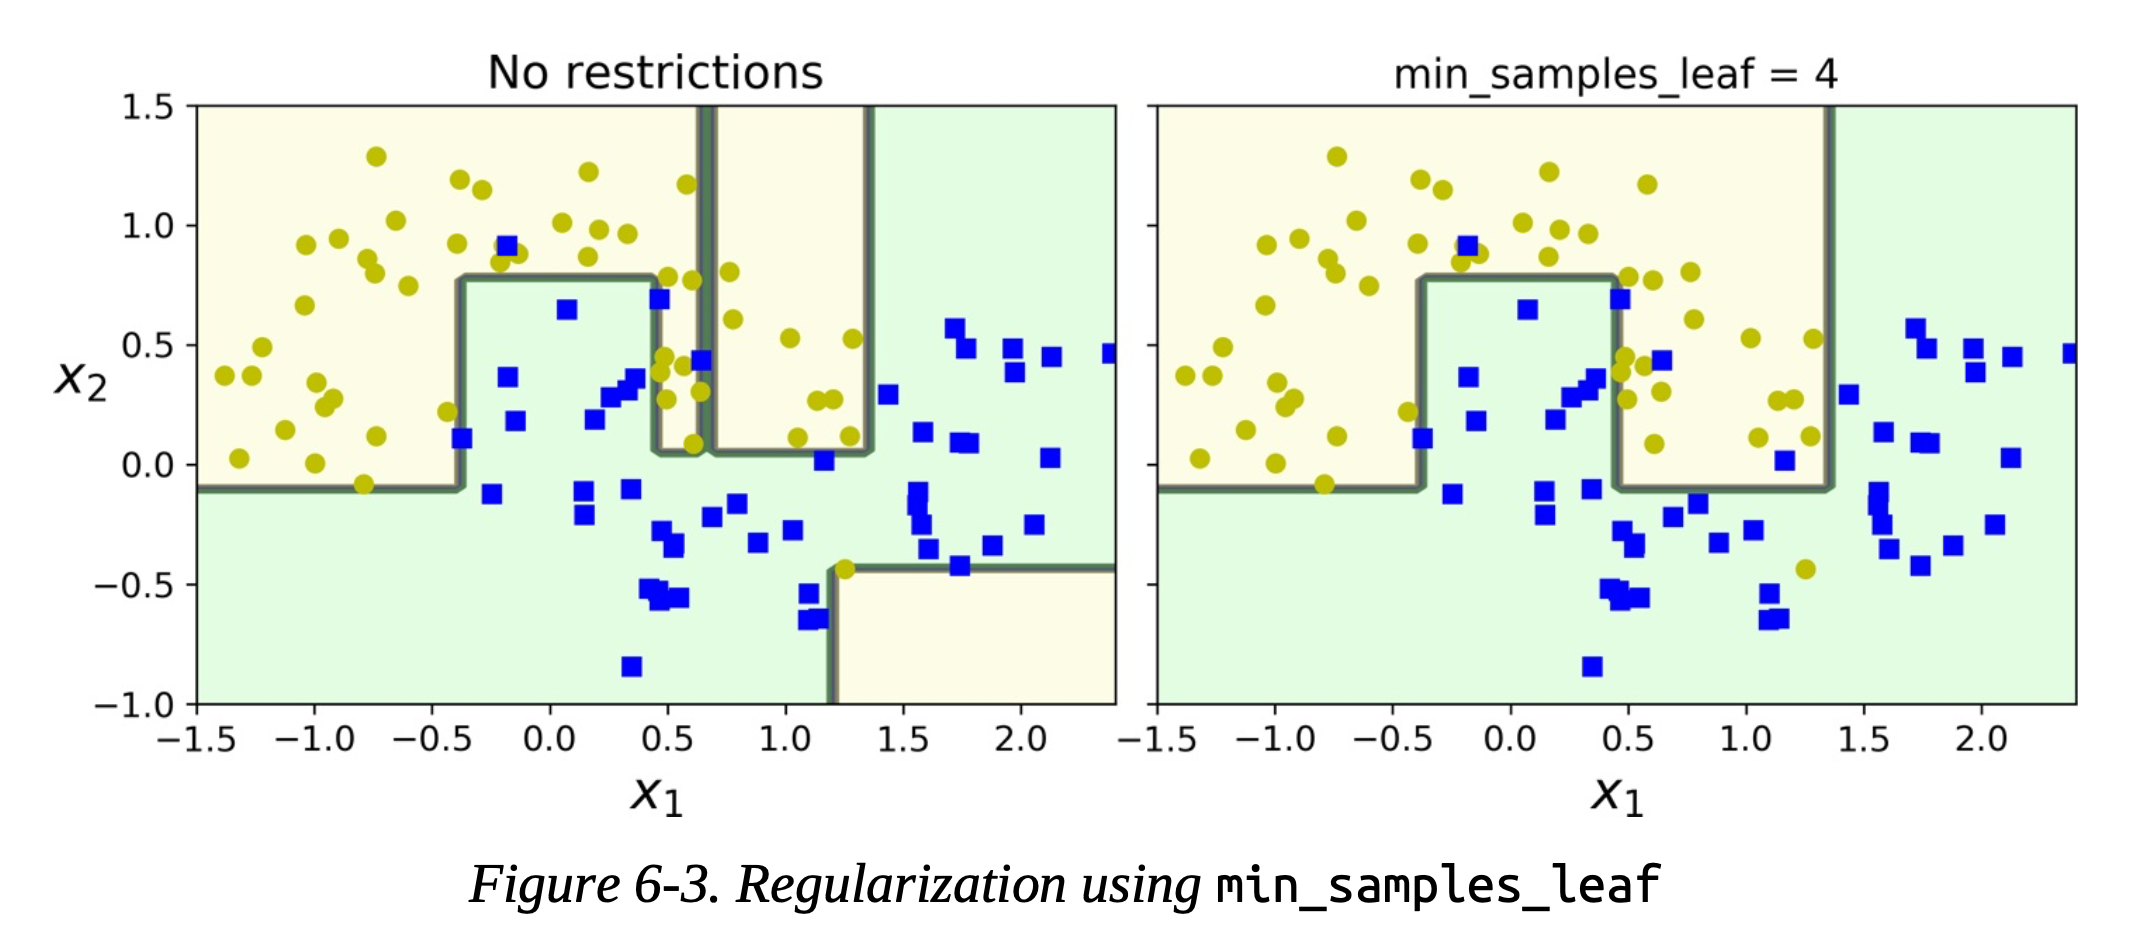 No restrictions
min_samples_leaf = 4
1.5
1.0
0.5
0.0
−0.5
−1.0
x₂
−1.5 −1.0 −0.5 0.0 0.5 1.0 1.5 2.0
−1.5 −1.0 −0.5 0.0 0.5 1.0 1.5 2.0
x₁
x₁
Figure 6-3. Regularization using min_samples_leaf